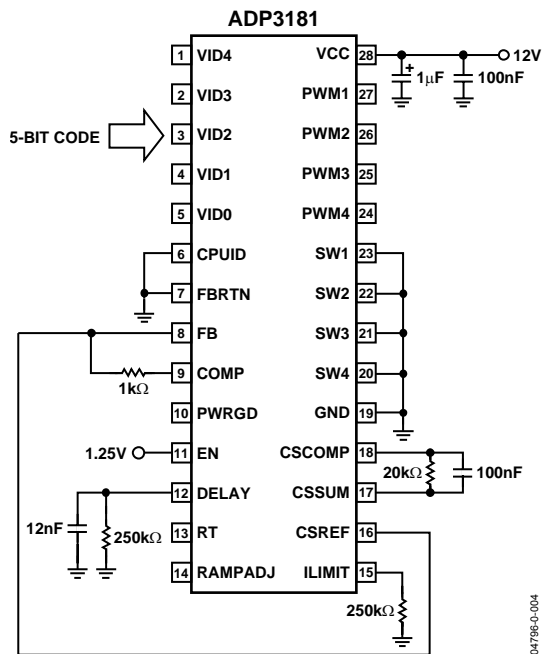 ADP3181
1 VID4 VCC 28 12V
1μF 100nF
2 VID3 PWM1 27
5-BIT CODE 3 VID2 PWM2 26
4 VID1 PWM3 25
5 VID0 PWM4 24
6 CPUID SW1 23
7 FBRTN SW2 22
8 FB SW3 21
9 COMP SW4 20
1kΩ
10 PWRGD GND 19
1.25V 11 EN CSCOMP 18
20kΩ 100nF
12 DELAY CSSUM 17
12nF 250kΩ
13 RT CSREF 16
14 RAMPADJ ILIMIT 15
250kΩ
04796-0-004